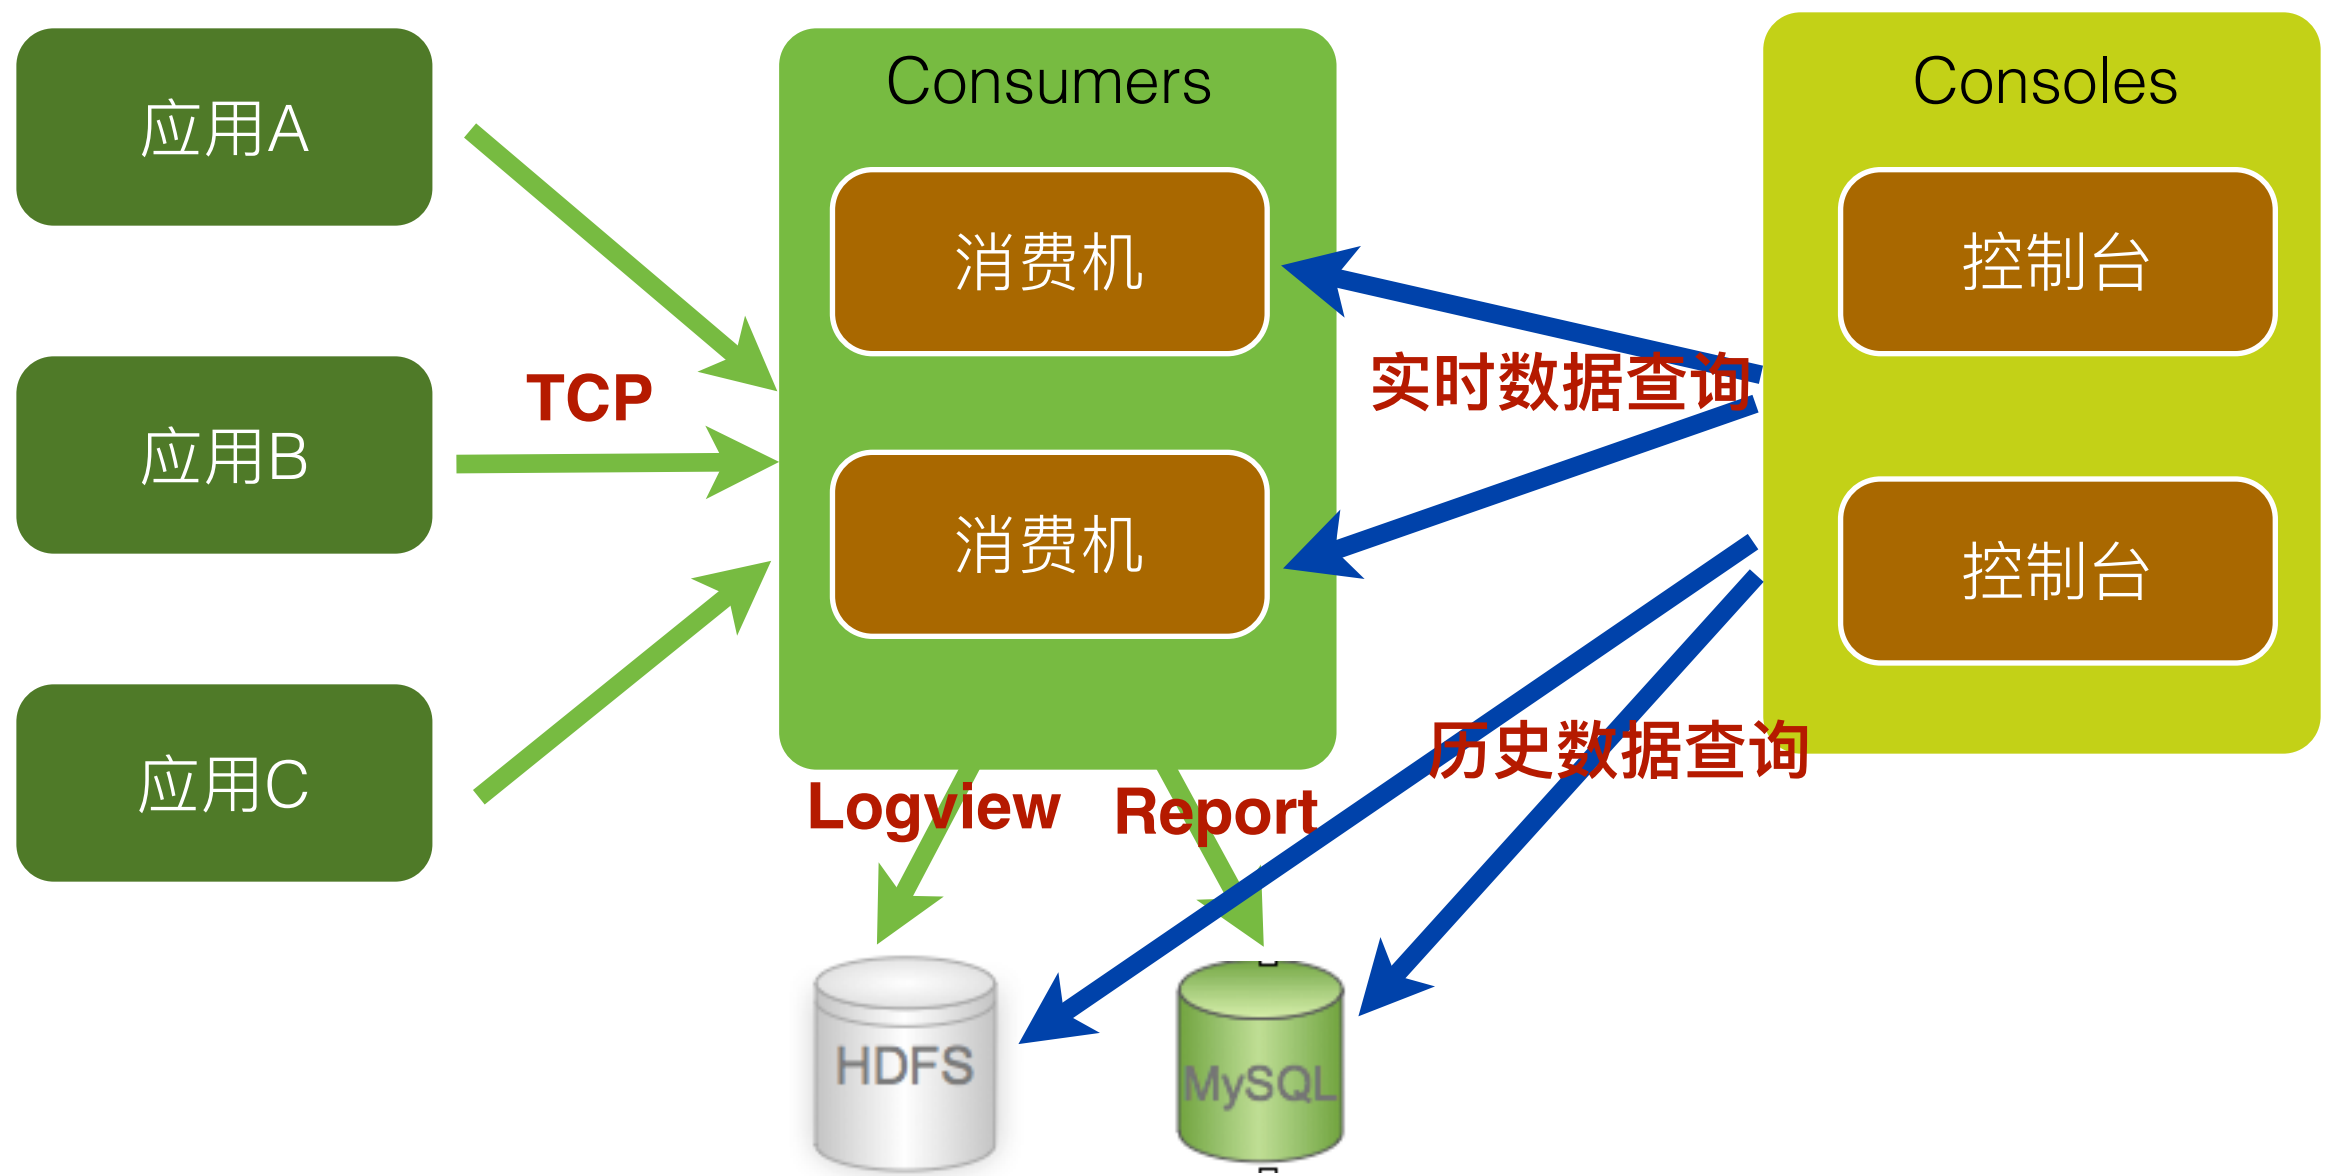 应用A
应用B
应用C
TCP
Consumers
消费机
消费机
Consoles
控制台
控制台
实时数据查询
历史数据查询
Logview
Report
HDFS
MySQL